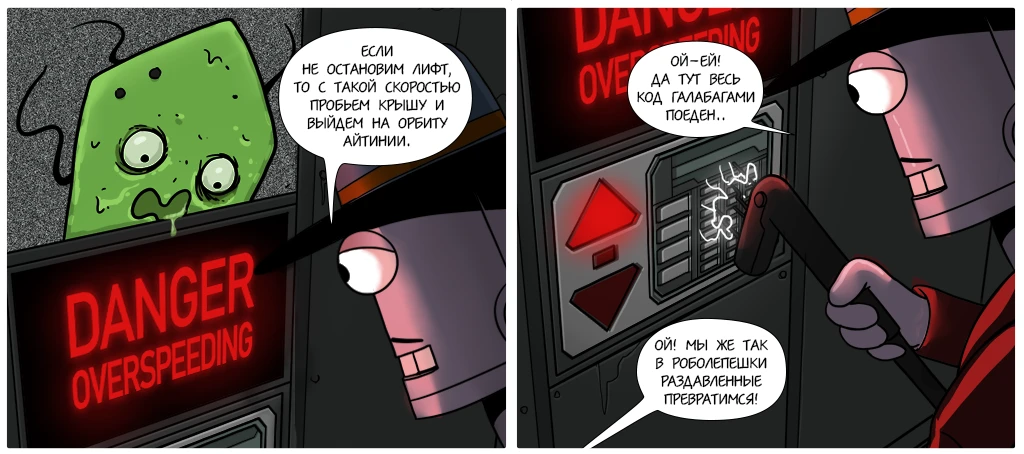 ЕСЛИ
НЕ ОСТАНОВИМ ЛИФТ,
ТО С ТАКОЙ СКОРОСТЬЮ
ПРОБЬЕМ КРЫШУ И
ВЫЙДЕМ НА ОРБИТУ
АЙТИНИИ.
DANGER
OVERSPEEDING
DANGER
OVERSPEEDING
ОЙ-ЕЙ!
ДА ТУТ ВЕСЬ
КОД ГАЛАБАГАМИ
ПОЕДЕН..
ОЙ! МЫ ЖЕ ТАК
В РОБОЛЕПЕШКИ
РАЗДАВЛЕННЫЕ
ПРЕВРАТИМСЯ!